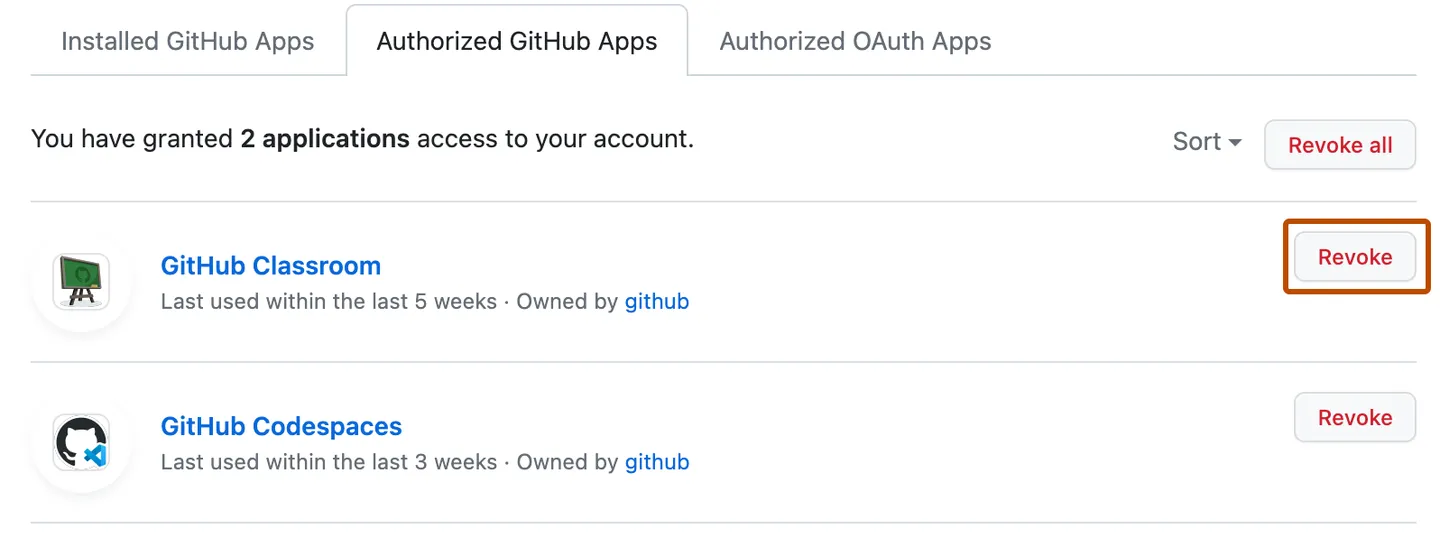 Installed GitHub Apps Authorized GitHub Apps Authorized OAuth Apps
You have granted 2 applications access to your account. Sort Revoke all
GitHub Classroom Revoke
Last used within the last 5 weeks · Owned by github
GitHub Codespaces Revoke
Last used within the last 3 weeks · Owned by github